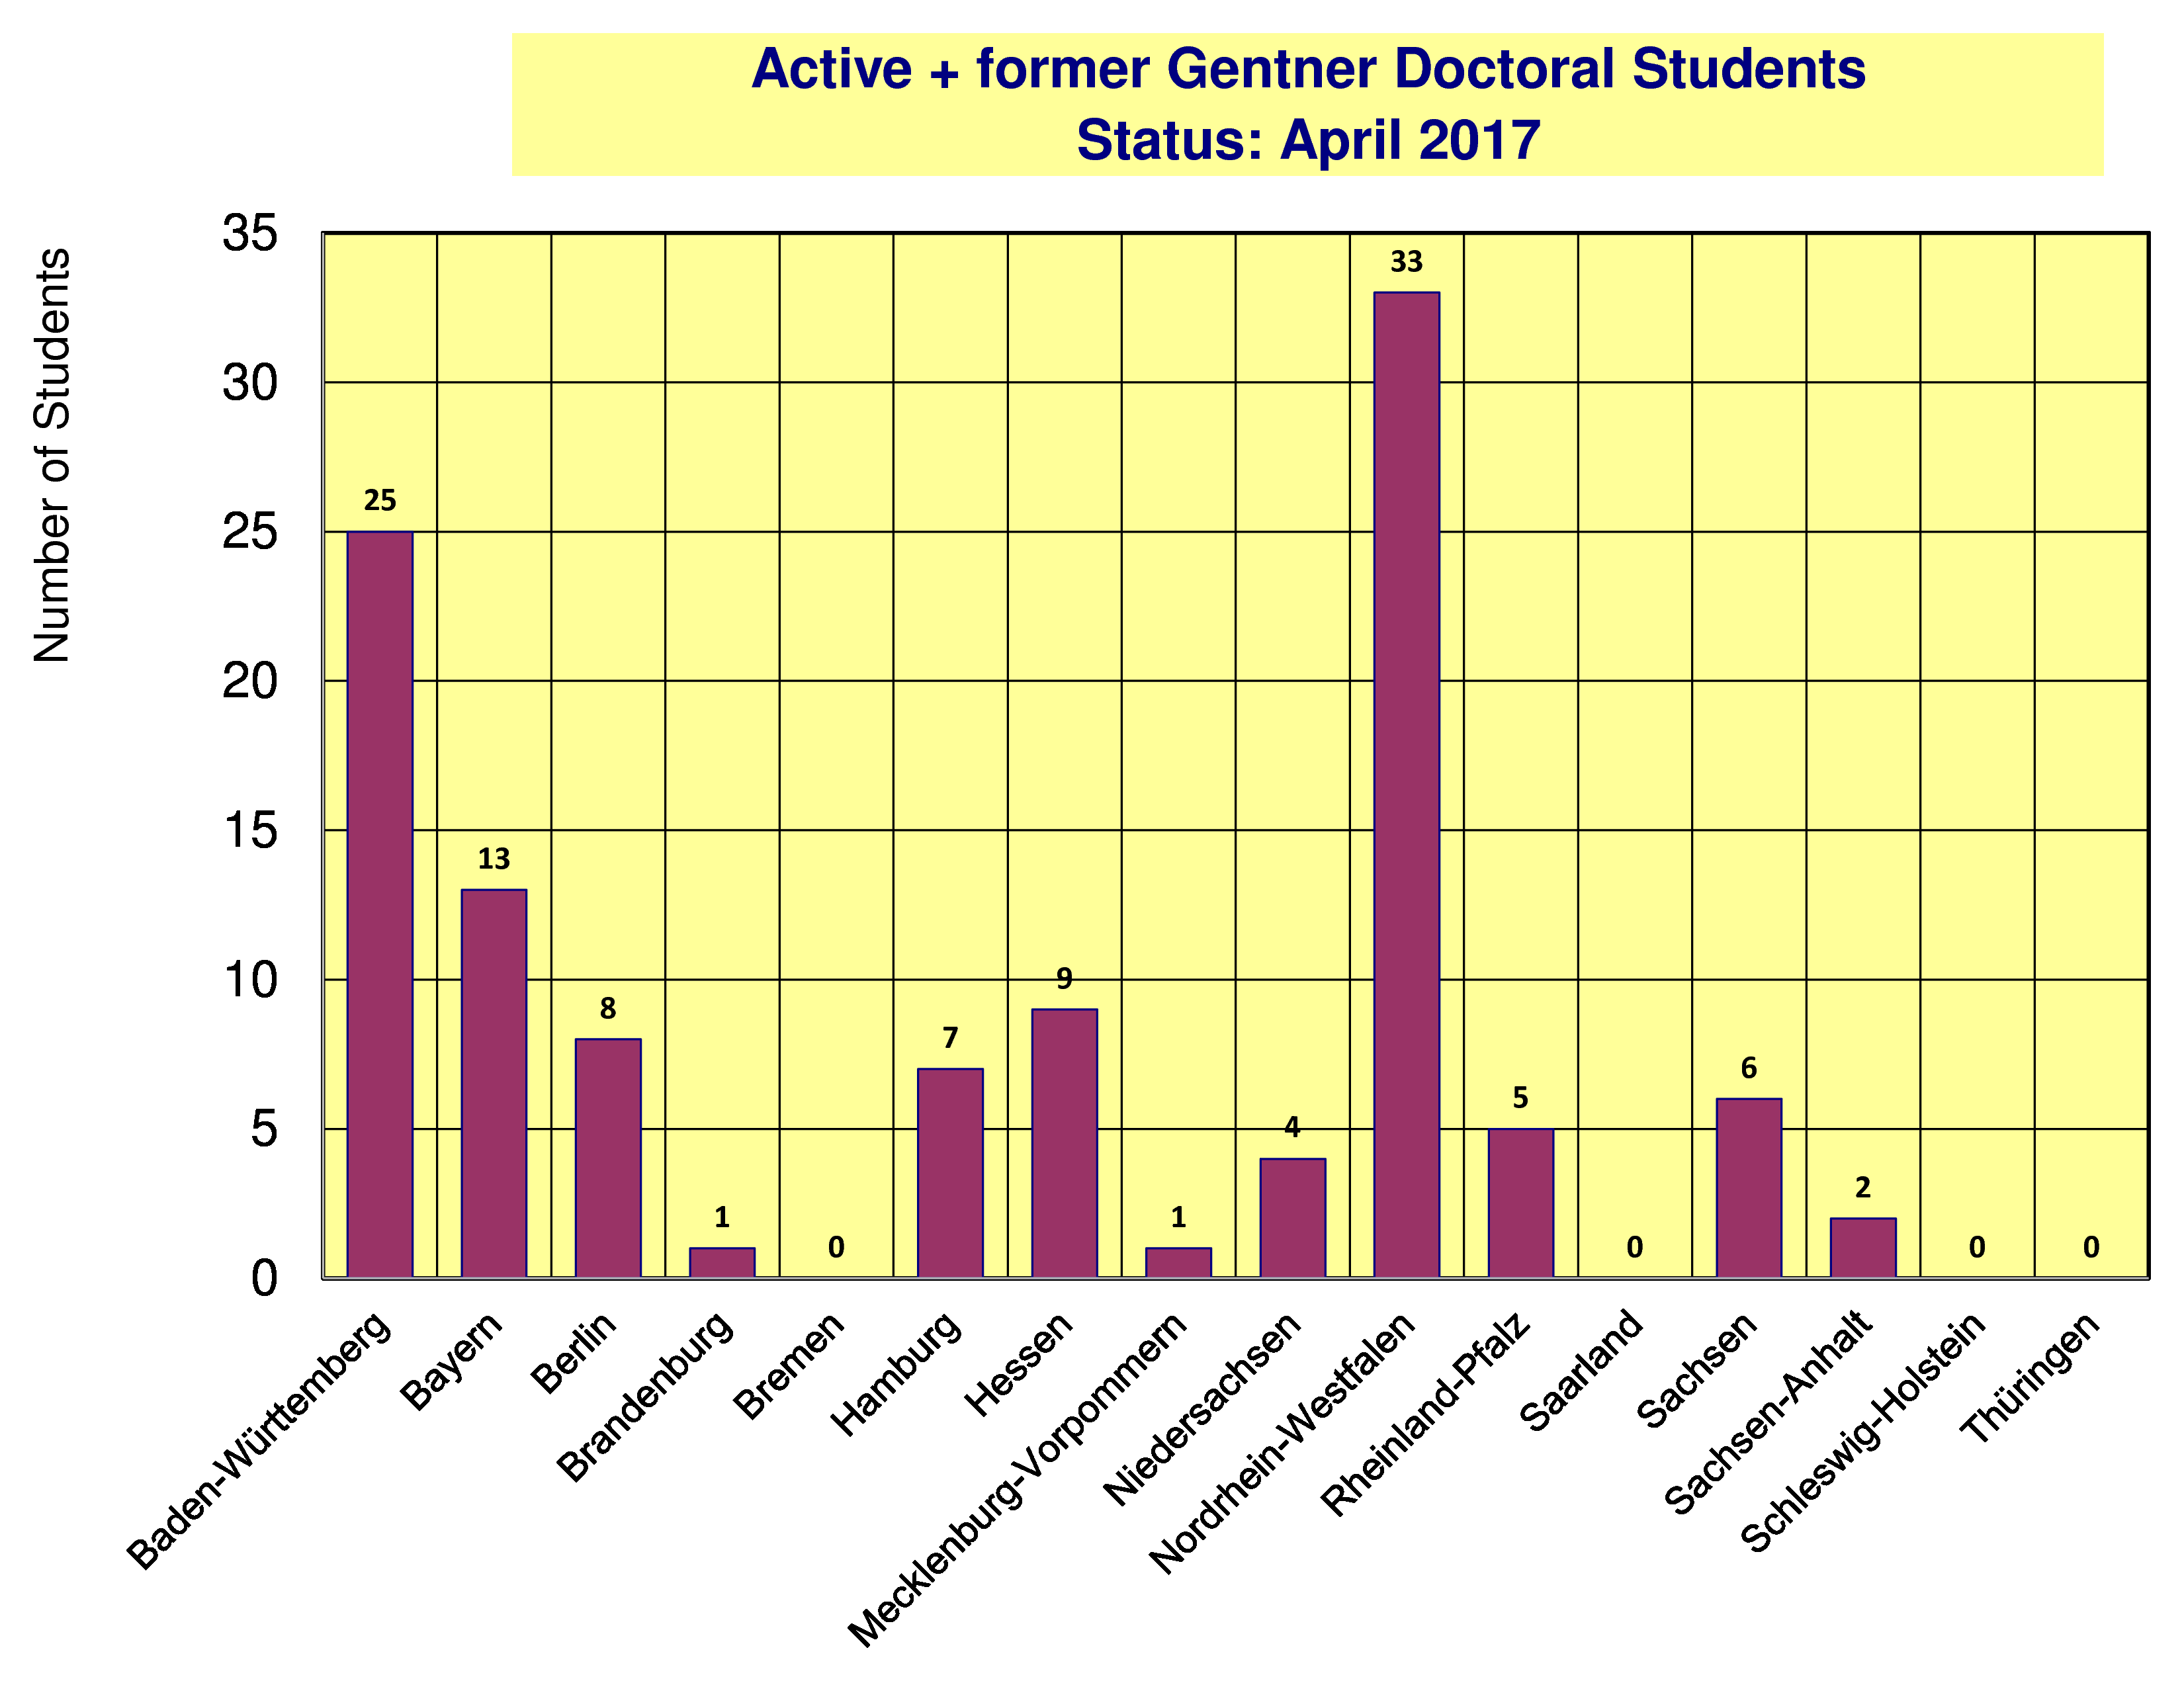 Active + former Gentner Doctoral Students
Status: April 2017
Number of Students
35
30
25
20
15
10
5
0
25
13
8
1
0
7
9
1
4
33
5
0
6
2
0
0
Baden-Württemberg
Bayern
Berlin
Brandenburg
Bremen
Hamburg
Hessen
Mecklenburg-Vorpommern
Niedersachsen
Nordrhein-Westfalen
Rheinland-Pfalz
Saarland
Sachsen
Sachsen-Anhalt
Schleswig-Holstein
Thüringen